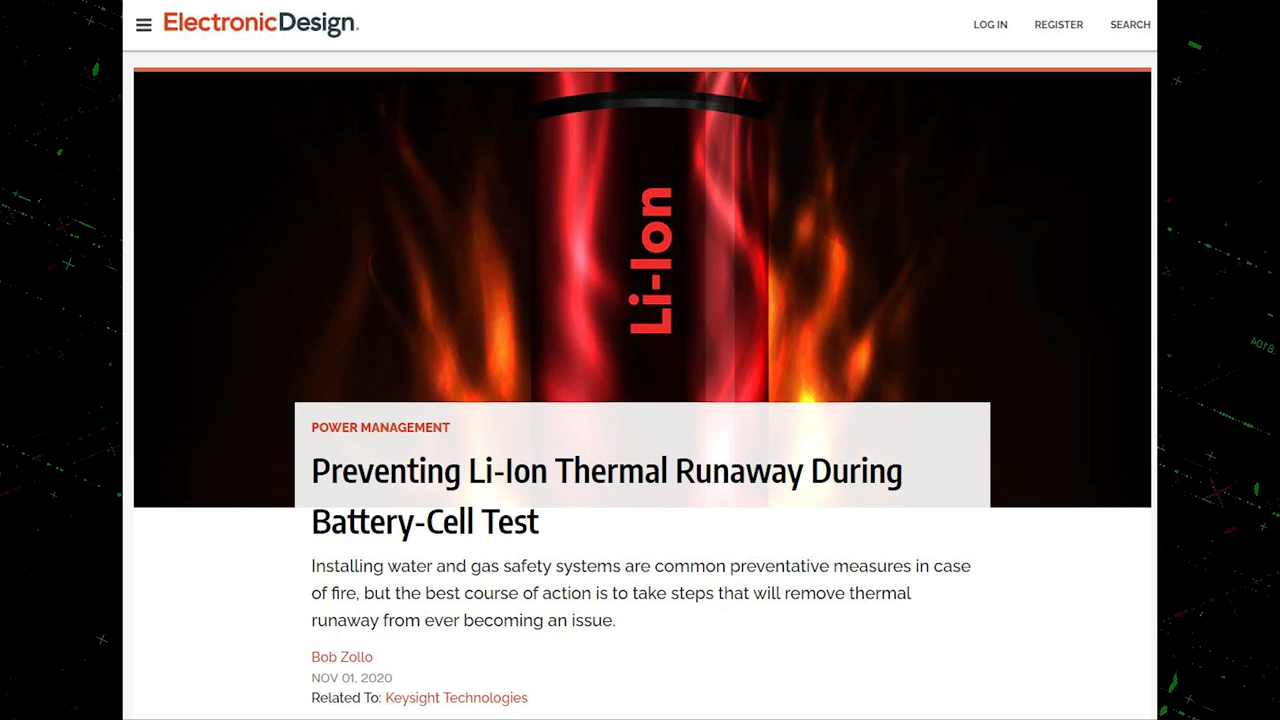 ElectronicDesign.
LOG IN
REGISTER
SEARCH
Li-Ion
POWER MANAGEMENT
Preventing Li-Ion Thermal Runaway During
Battery-Cell Test
Installing water and gas safety systems are common preventative measures in case
of fire, but the best course of action is to take steps that will remove thermal
runaway from ever becoming an issue.
Bob Zollo
NOV 01, 2020
Related To: Keysight Technologies